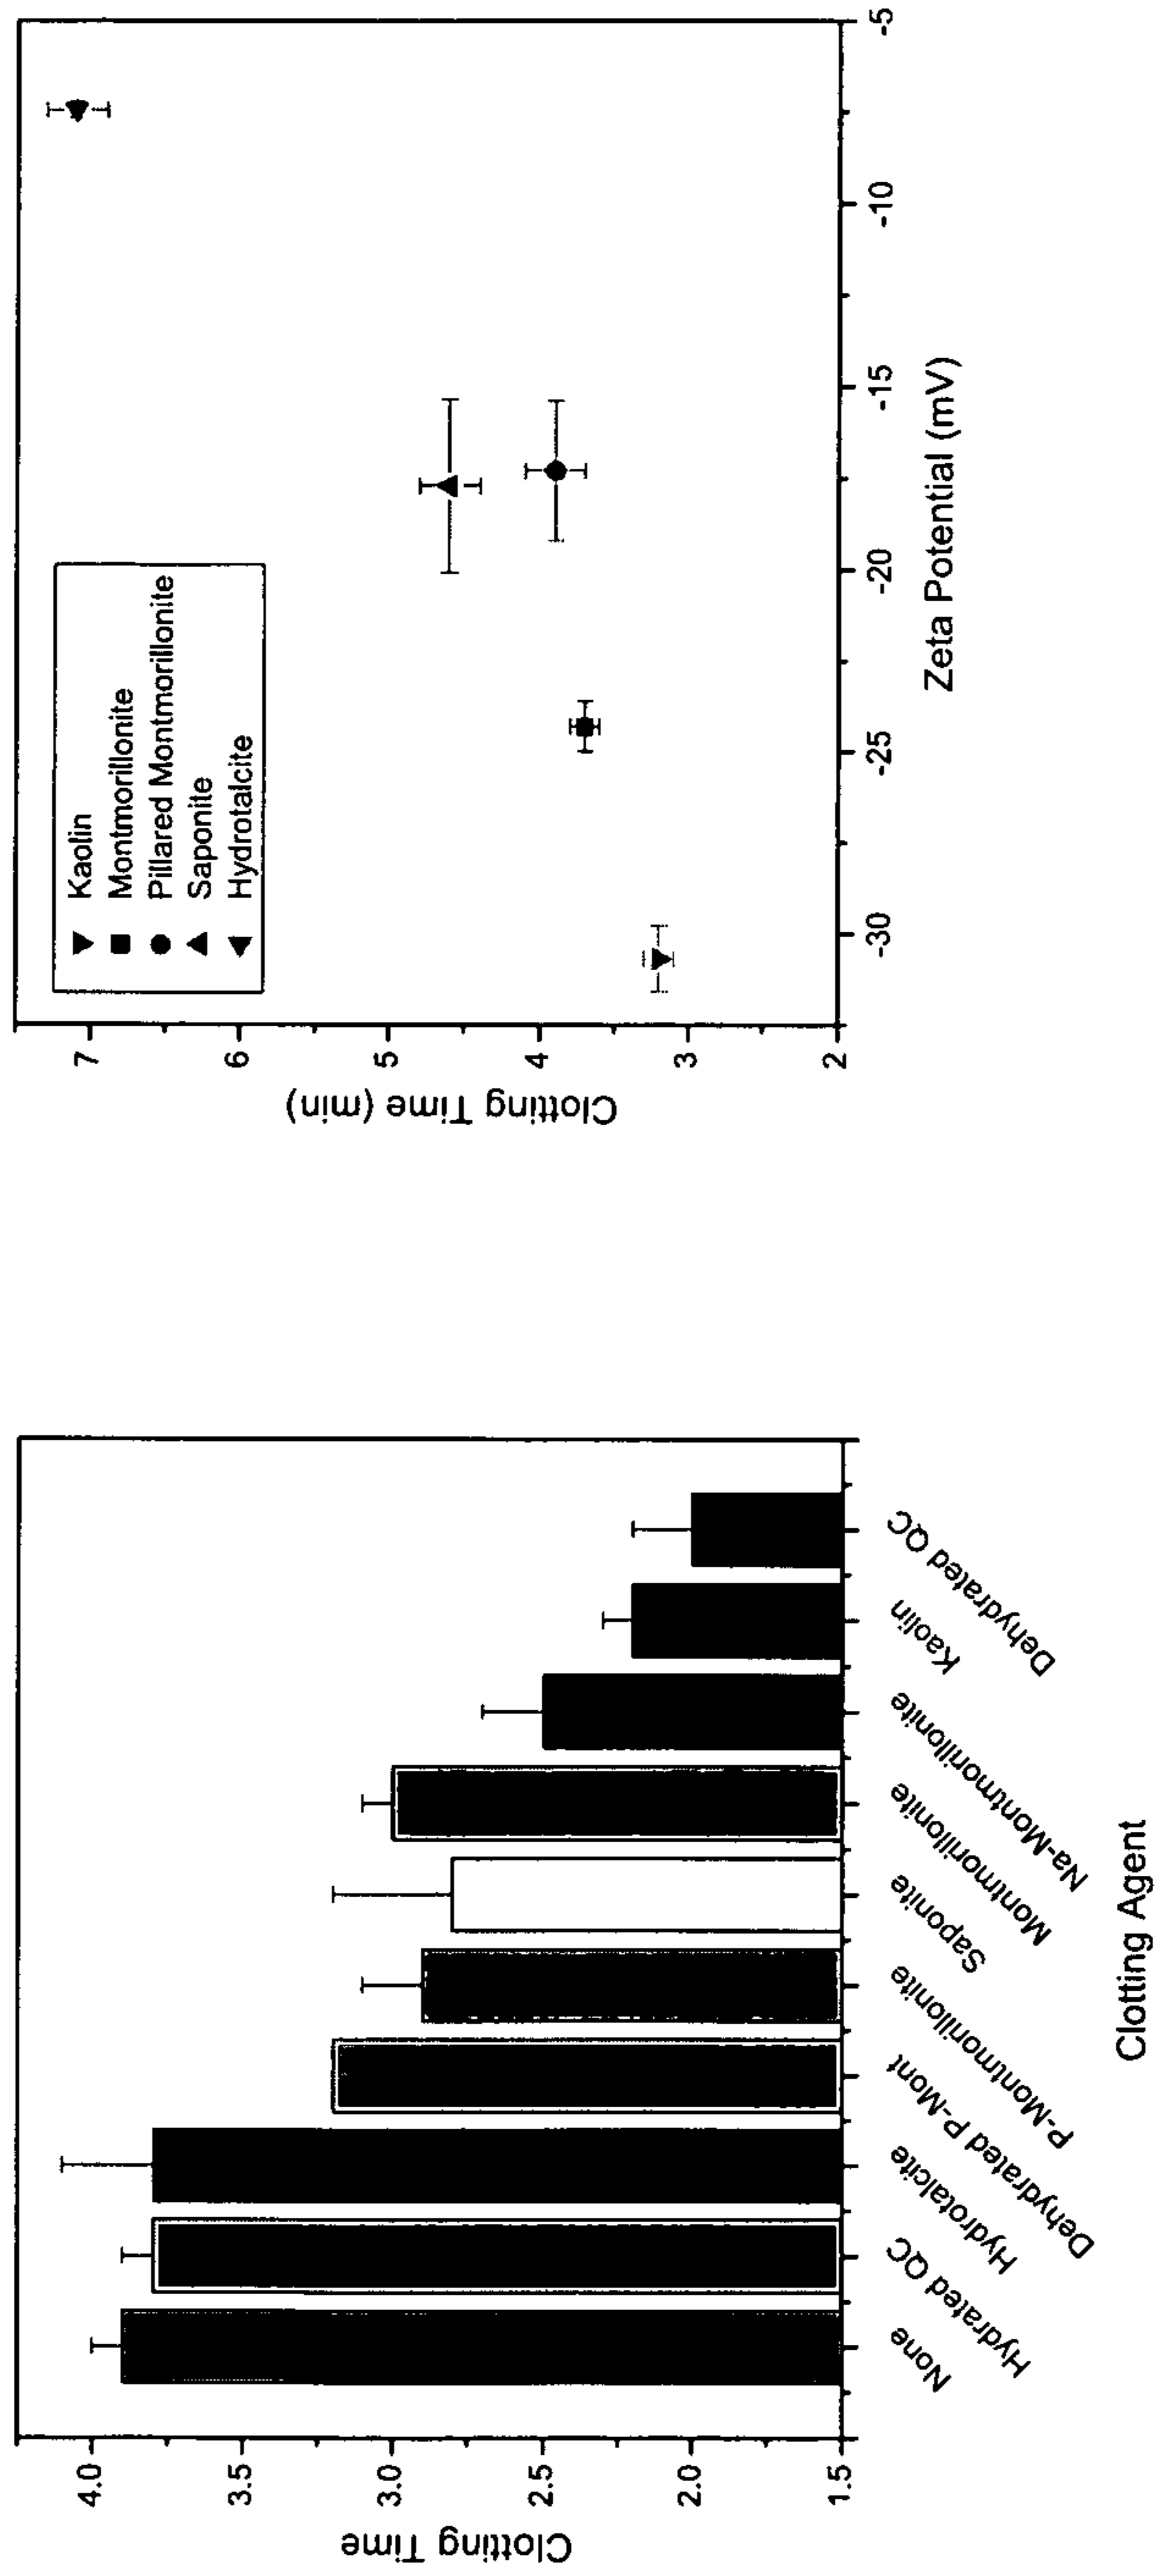 4.0
3.5
3.0
2.5
2.0
1.5
Clotting Time
None
Hydrated QC
Hydrotalcite
Dehydrated P-Mont
P-Montmorillonite
Saponite
Montmorillonite
Na-Montmorillonite
Kaolin
Dehydrated QC
Clotting Agent
7
6
5
4
3
2
Clotting Time (min)
Kaolin
Montmorillonite
Pillared Montmorillonite
Saponite
Hydrotalcite
-30
-25
-20
-15
-10
-5
Zeta Potential (mV)